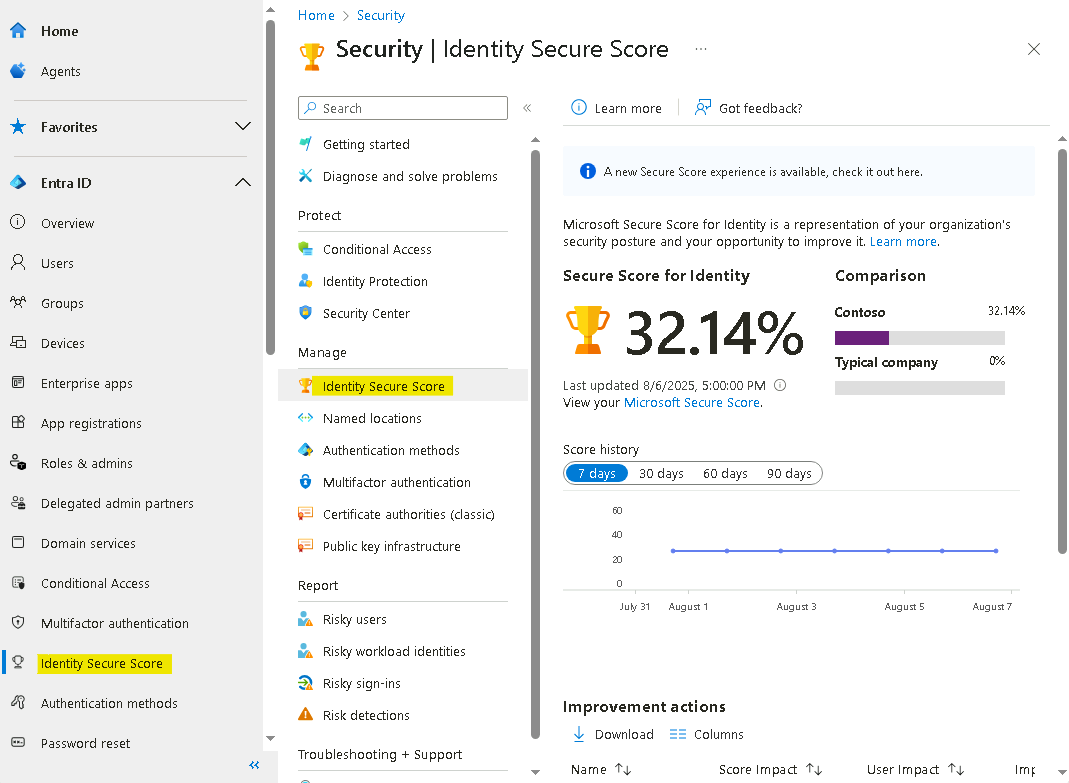 Home
Agents
Favorites
Entra ID
Overview
Users
Groups
Devices
Enterprise apps
App registrations
Roles & admins
Delegated admin partners
Domain services
Conditional Access
Multifactor authentication
Identity Secure Score
Authentication methods
Password reset
Home > Security
Security | Identity Secure Score ...
Search
Getting started
Diagnose and solve problems
Protect
Conditional Access
Identity Protection
Security Center
Manage
Identity Secure Score
Named locations
Authentication methods
Multifactor authentication
Certificate authorities (classic)
Public key infrastructure
Report
Risky users
Risky workload identities
Risky sign-ins
Risk detections
Troubleshooting + Support
Learn more
Got feedback?
A new Secure Score experience is available, check it out here.
Microsoft Secure Score for Identity is a representation of your organization's
security posture and your opportunity to improve it. Learn more.
Secure Score for Identity
32.14%
Last updated 8/6/2025, 5:00:00 PM
View your Microsoft Secure Score.
Comparison
Contoso 32.14%
Typical company 0%
Score history
7 days 30 days 60 days 90 days
60
40
20
0
July 31 August 1 August 3 August 5 August 7
Improvement actions
Download Columns
Name Score Impact User Impact Imp